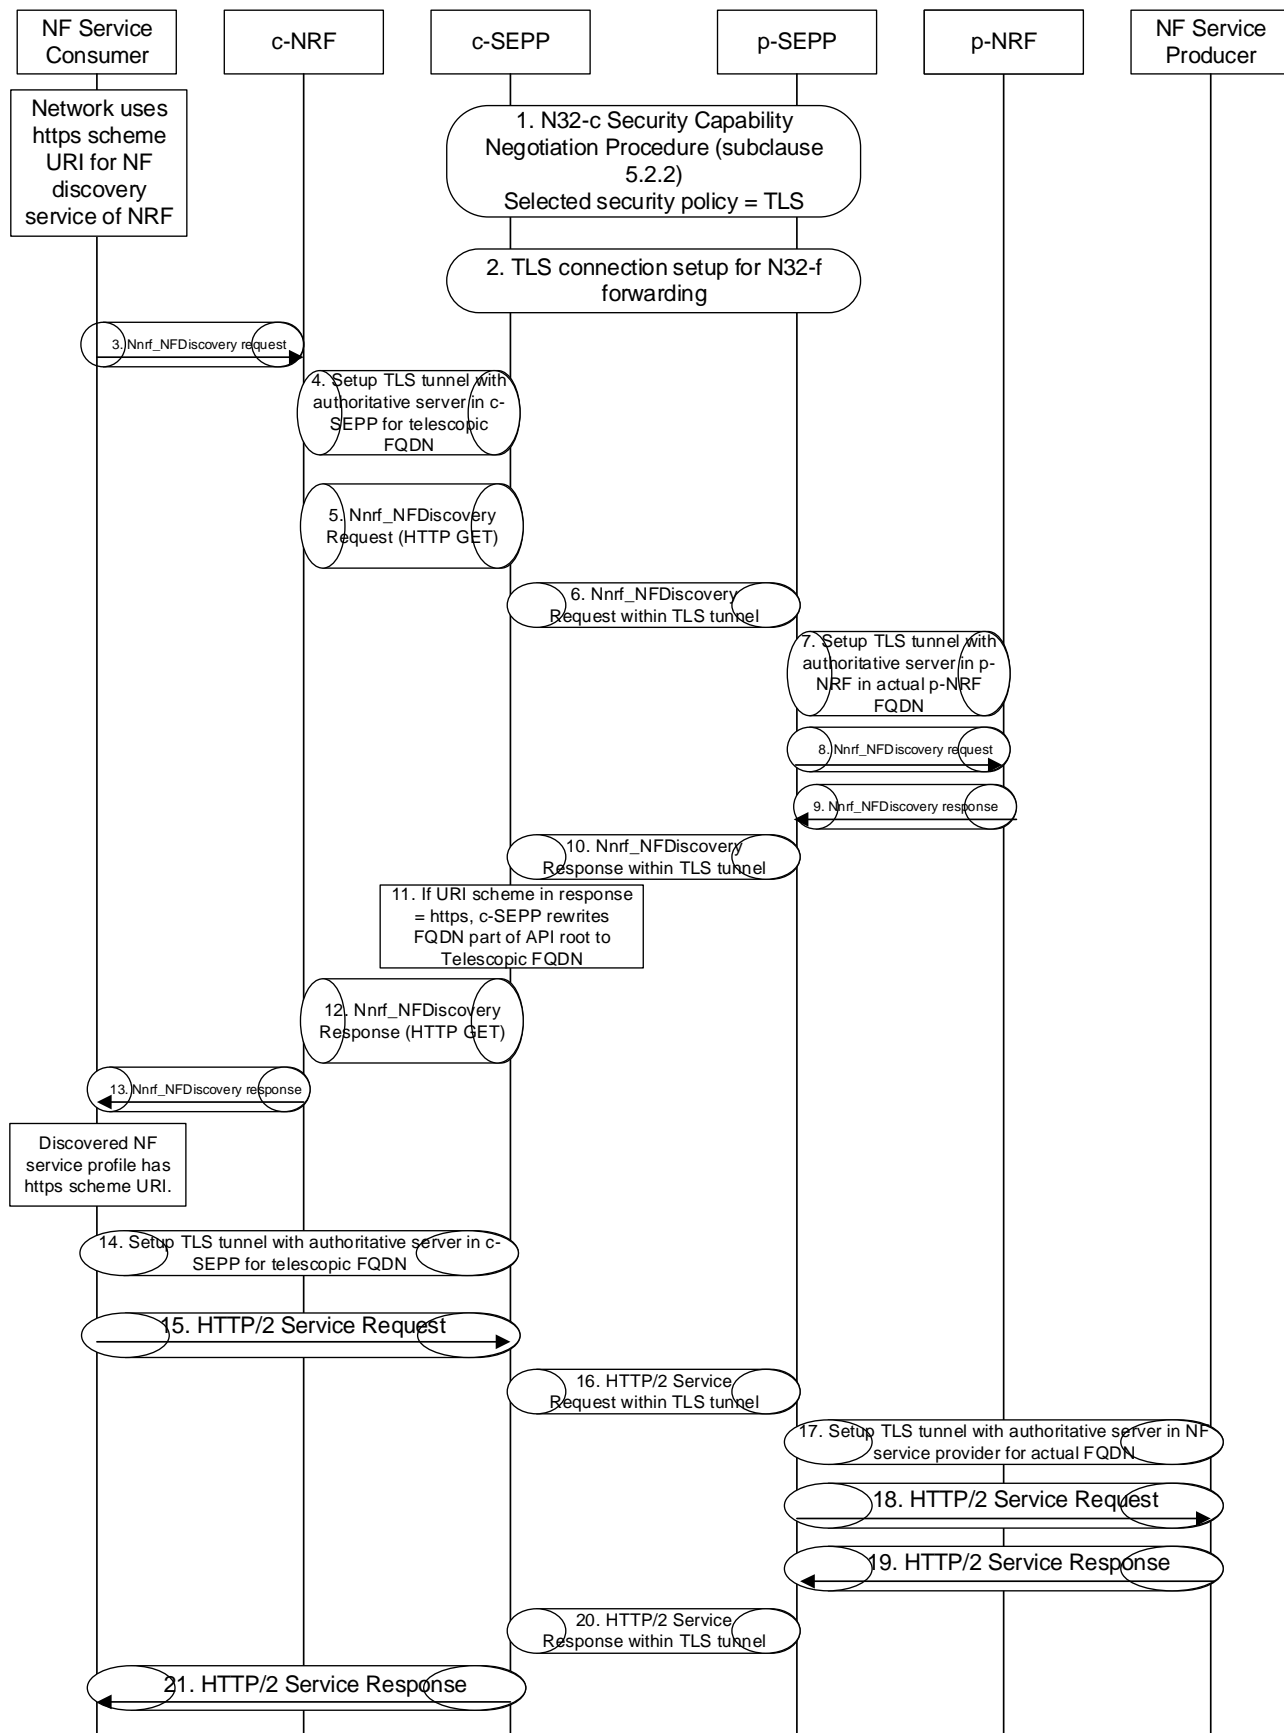 NF Service
Consumer
c-NRF
c-SEPP
p-SEPP
p-NRF
NF Service
Producer
Network uses
https scheme
URI for NF
discovery
service of NRF
1. N32-c Security Capability
Negotiation Procedure (subclause
5.2.2)
Selected security policy = TLS
2. TLS connection setup for N32-f
forwarding
3. Nnrf_NFDiscovery request
4. Setup TLS tunnel with
authoritative server in c-
SEPP for telescopic
FQDN
5. Nnrf_NFDiscovery
Request (HTTP GET)
6. Nnrf_NFDiscovery
Request within TLS tunnel
7. Setup TLS tunnel with
authoritative server in p-
NRF in actual p-NRF
FQDN
8. Nnrf_NFDiscovery request
9. Nnrf_NFDiscovery response
10. Nnrf_NFDiscovery
Response within TLS tunnel
11. If URI scheme in response
= https, c-SEPP rewrites
FQDN part of API root to
Telescopic FQDN
12. Nnrf_NFDiscovery
Response (HTTP GET)
13. Nnrf_NFDiscovery response
Discovered NF
service profile has
https scheme URI.
14. Setup TLS tunnel with authoritative server in c-
SEPP for telescopic FQDN
15. HTTP/2 Service Request
16. HTTP/2 Service
Request within TLS tunnel
17. Setup TLS tunnel with authoritative server in NF
service provider for actual FQDN
18. HTTP/2 Service Request
19. HTTP/2 Service Response
20. HTTP/2 Service
Response within TLS tunnel
21. HTTP/2 Service Response